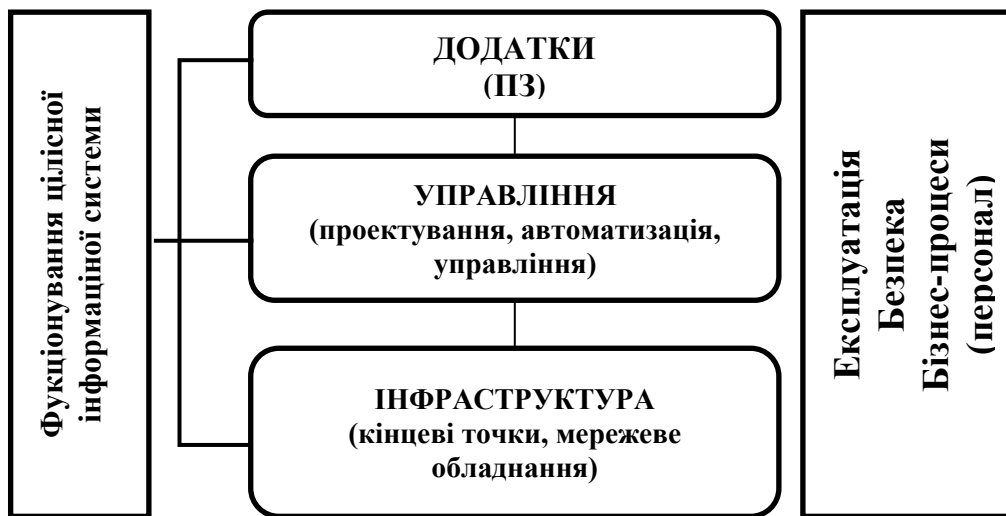 Фукціонування цілісної
інформаціної системи
ДОДАТКИ
(ПЗ)
УПРАВЛІННЯ
(проектування, автоматизація,
управління)
ІНФРАСТРУКТУРА
(кінцеві точки, мережеве
обладнання)
Експлуатація
Безпека
Бізнес-процеси
(персонал)